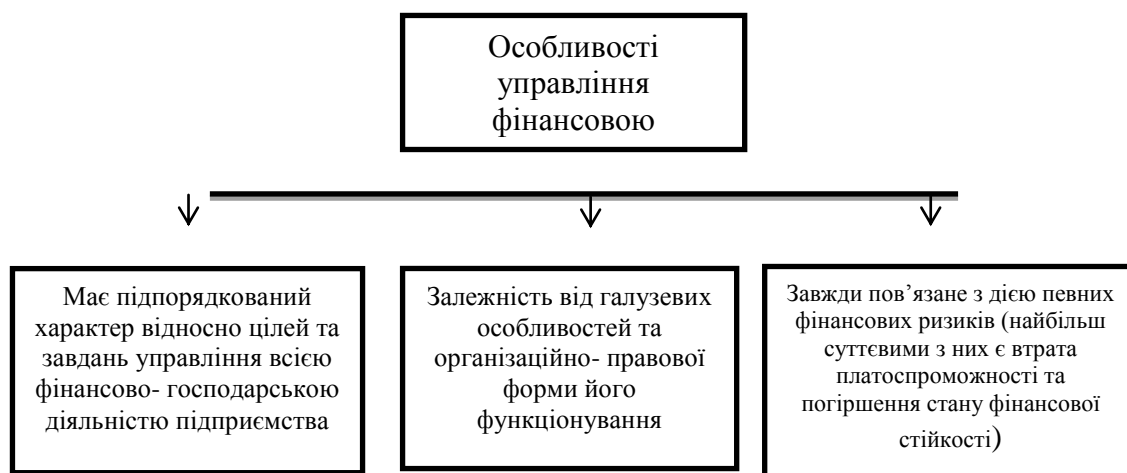 Особливості
управління
фінансовою
Має підпорядкований
характер відносно цілей та
завдань управління всією
фінансово- господарською
діяльністю підприємства
Залежність від галузевих
особливостей та
організаційно- правової
форми його
функціонування
Завжди пов’язане з дією певних
фінансових ризиків (найбільш
суттєвими з них є втрата
платоспроможності та
погіршення стану фінансової
стійкості)